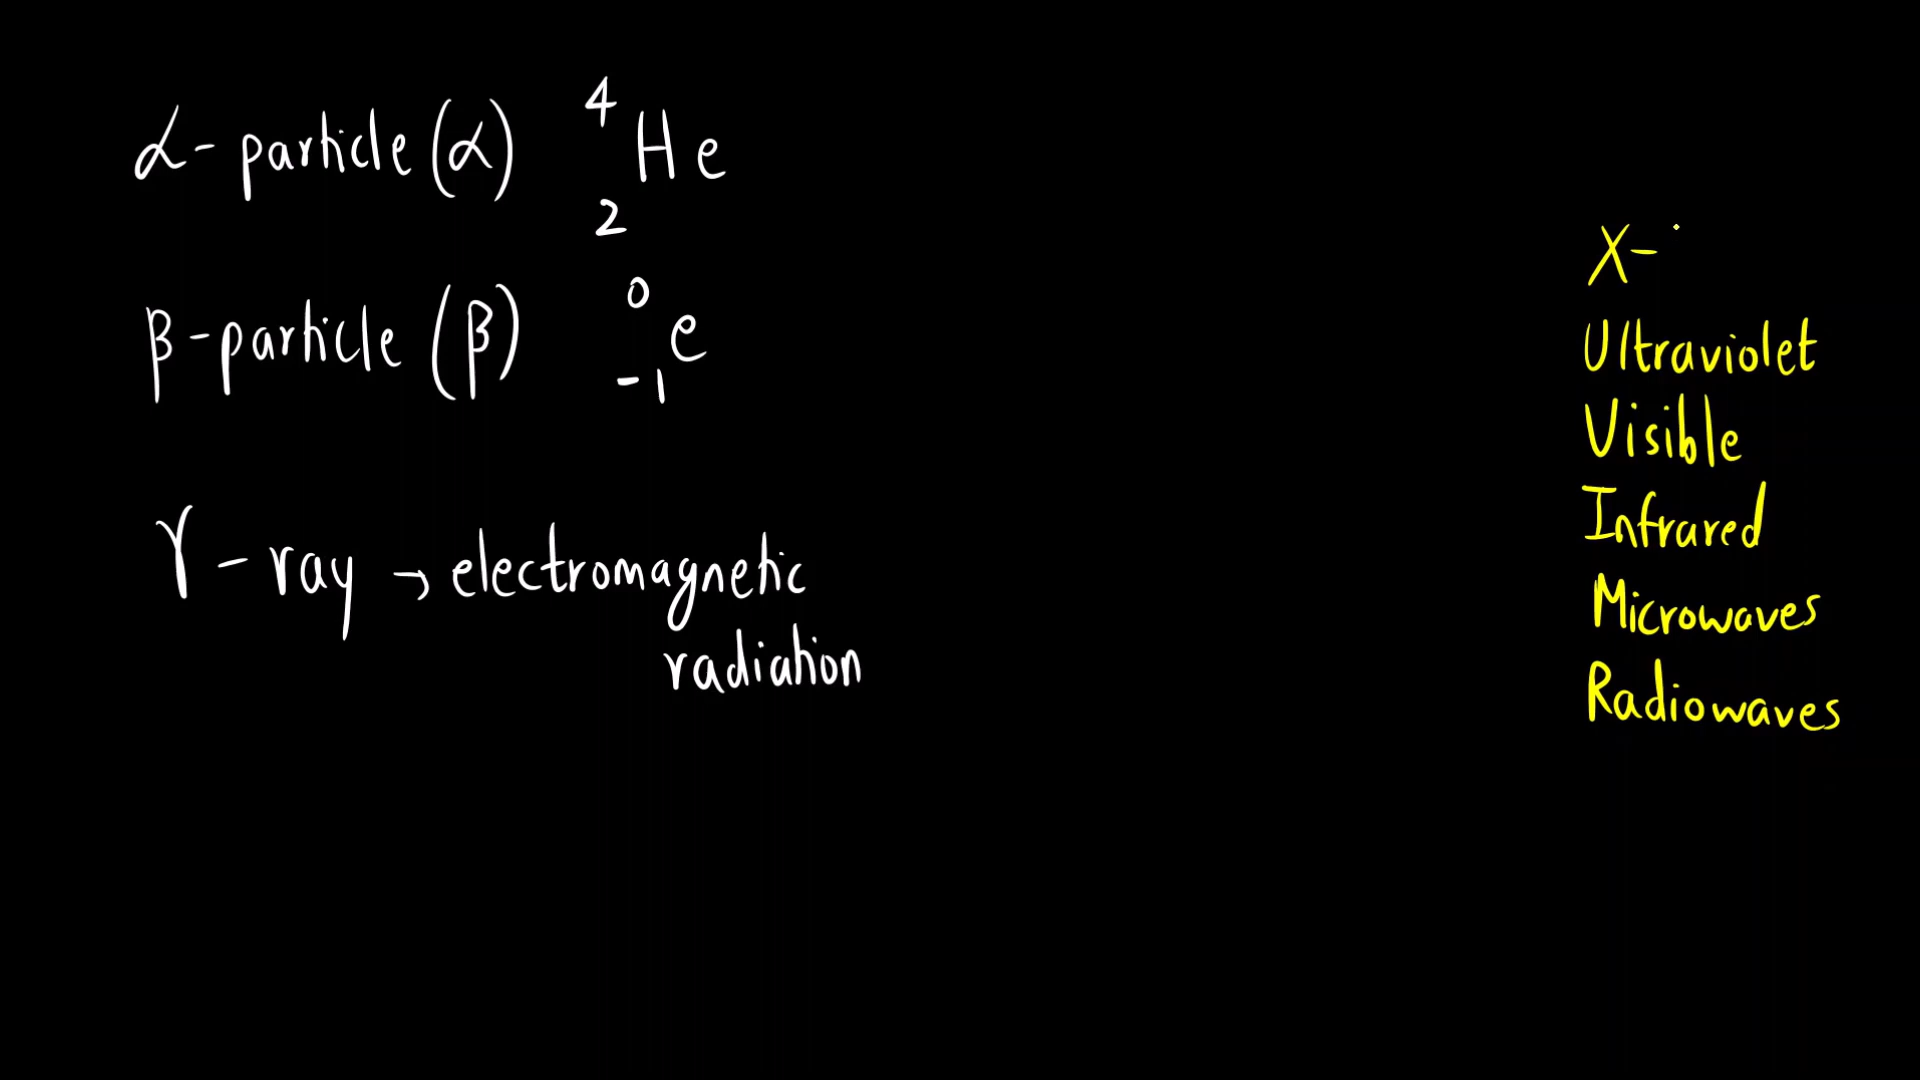 α-particle (α) ⁴₂He
β-particle (β) ⁰₋₁e
γ-ray → electromagnetic
radiation
X-
Ultraviolet
Visible
Infrared
Microwaves
Radiowaves